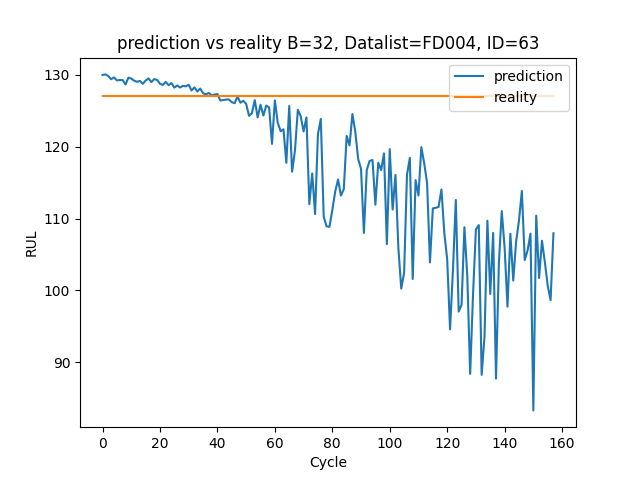 prediction vs reality B=32, Datalist=FD004, ID=63
prediction
reality
130
120
110
100
90
RUL
0 20 40 60 80 100 120 140 160
Cycle